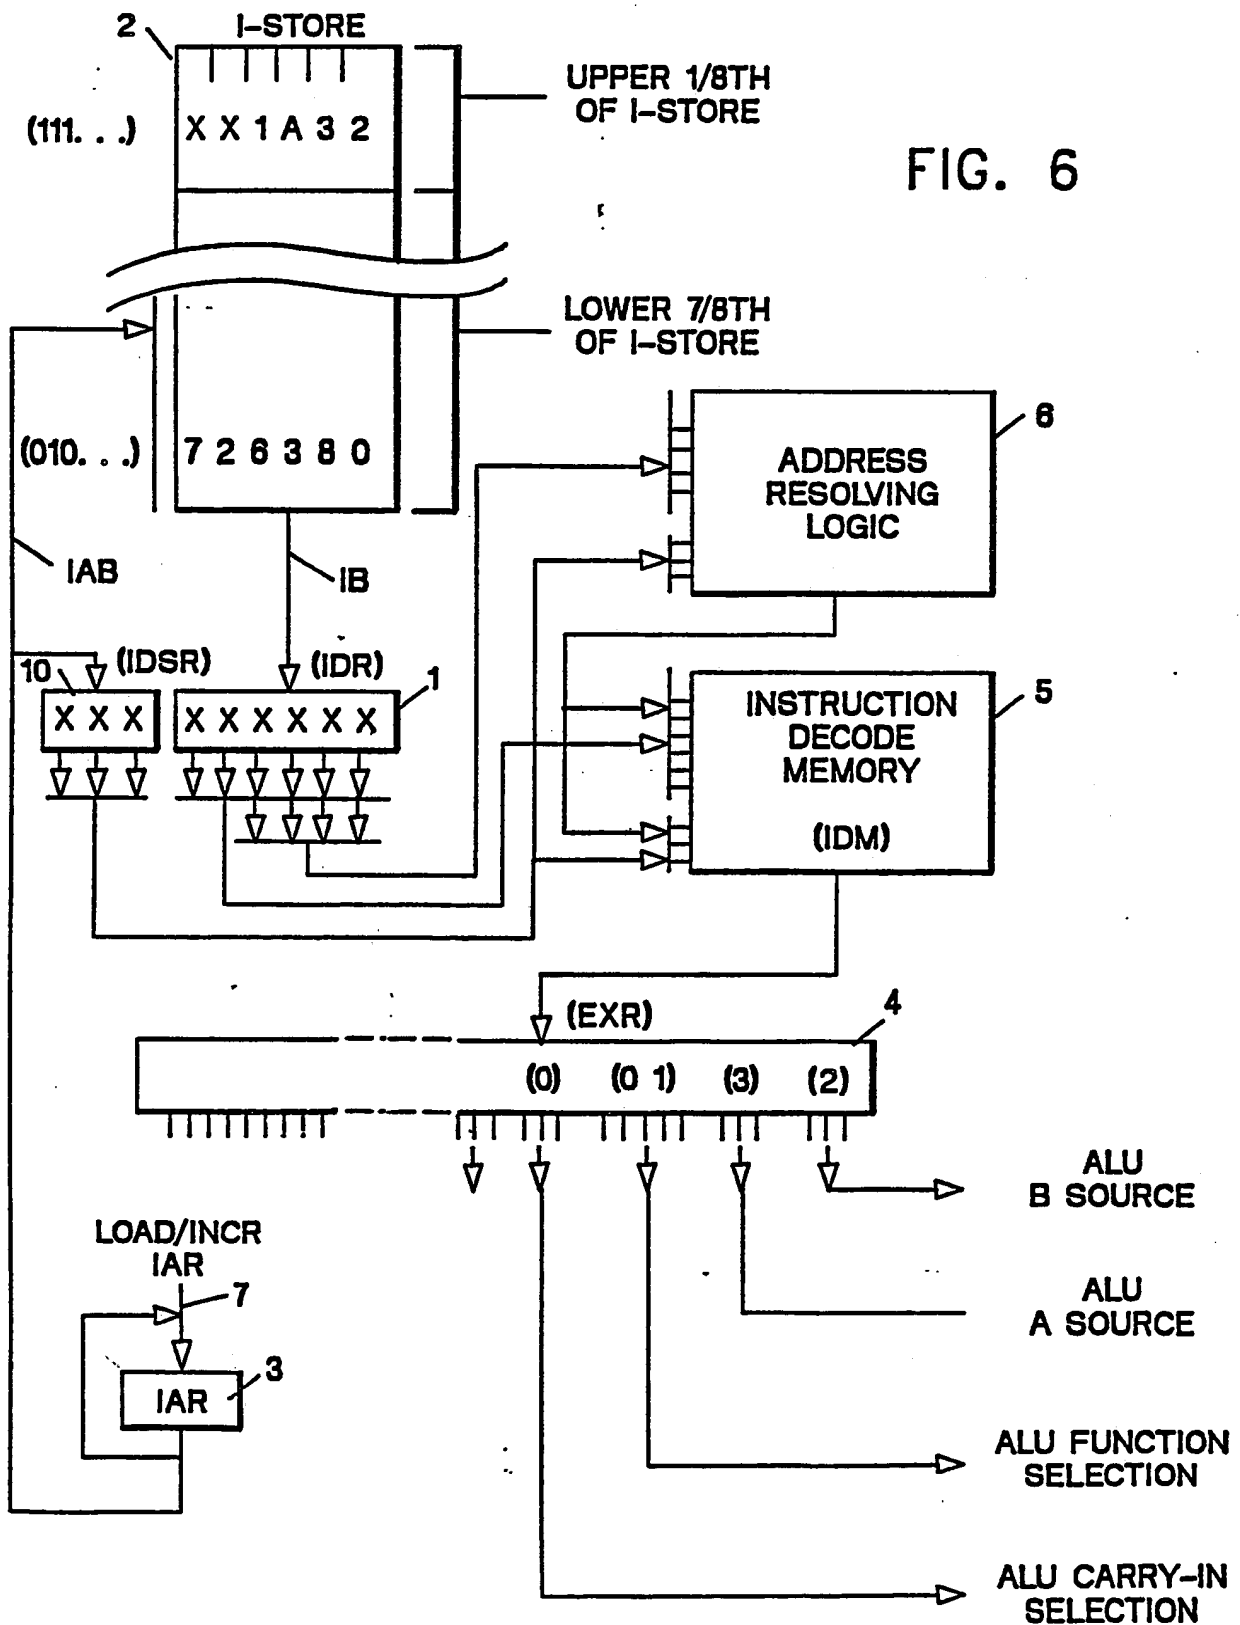 2
I-STORE
UPPER 1/8TH
OF I-STORE
(111. . .)
X X 1 A 3 2
FIG. 6
LOWER 7/8TH
OF I-STORE
(010. . .)
7 2 6 3 8 0
6
ADDRESS
RESOLVING
LOGIC
IAB
IB
10
(IDSR)
(IDR)
1
X X X
X X X X X X
5
INSTRUCTION
DECODE
MEMORY
(IDM)
(EXR)
4
(0) (0 1) (3) (2)
ALU
B SOURCE
LOAD/INCR
IAR
7
ALU
A SOURCE
3
IAR
ALU FUNCTION
SELECTION
ALU CARRY-IN
SELECTION